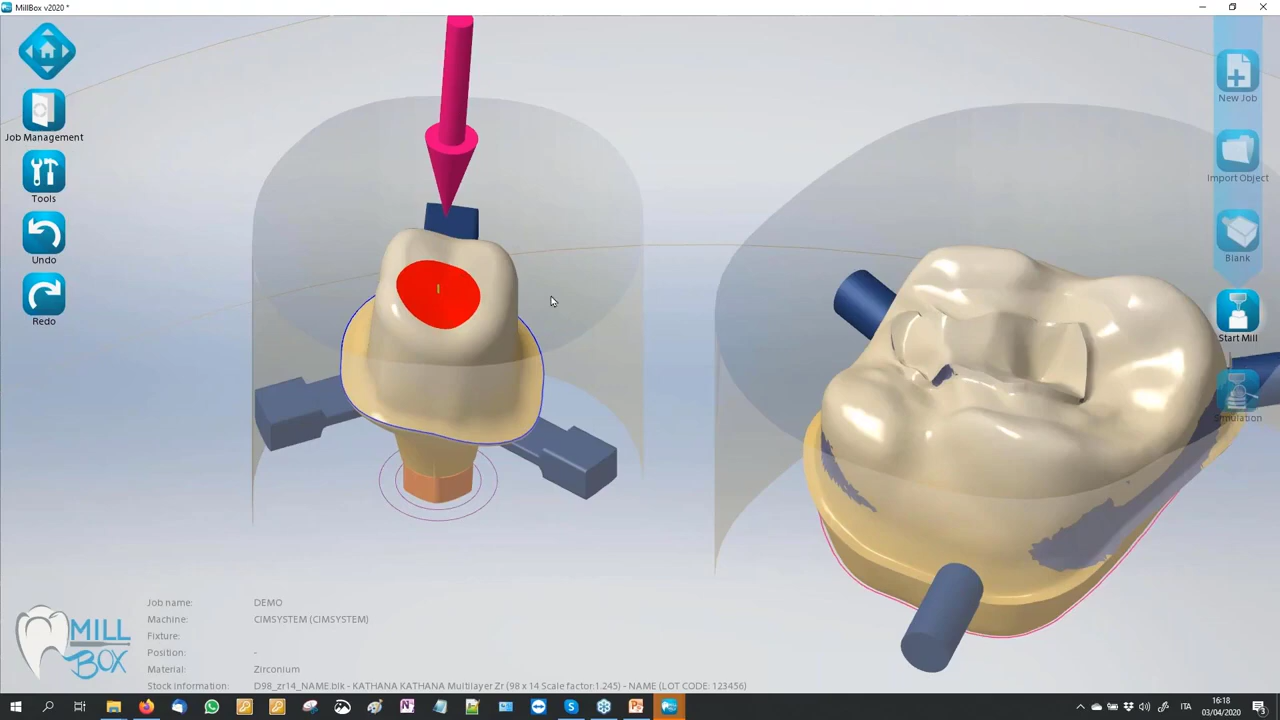 MillBox v2020 *
Job Management
Tools
Undo
Redo
New Job
Import Object
Blank
Start Mill
Simulation
MILL
BOX
Job name: DEMO
Machine: CIMSYSTEM (CIMSYSTEM)
Fixture:
Position: -
Material: Zirconium
Stock information: D98_zr14_NAME.blk - KATHANA KATHANA Multilayer Zr (98 x 14 Scale factor:1.245) - NAME (LOT CODE: 123456)
ITA
16:18
03/04/2020